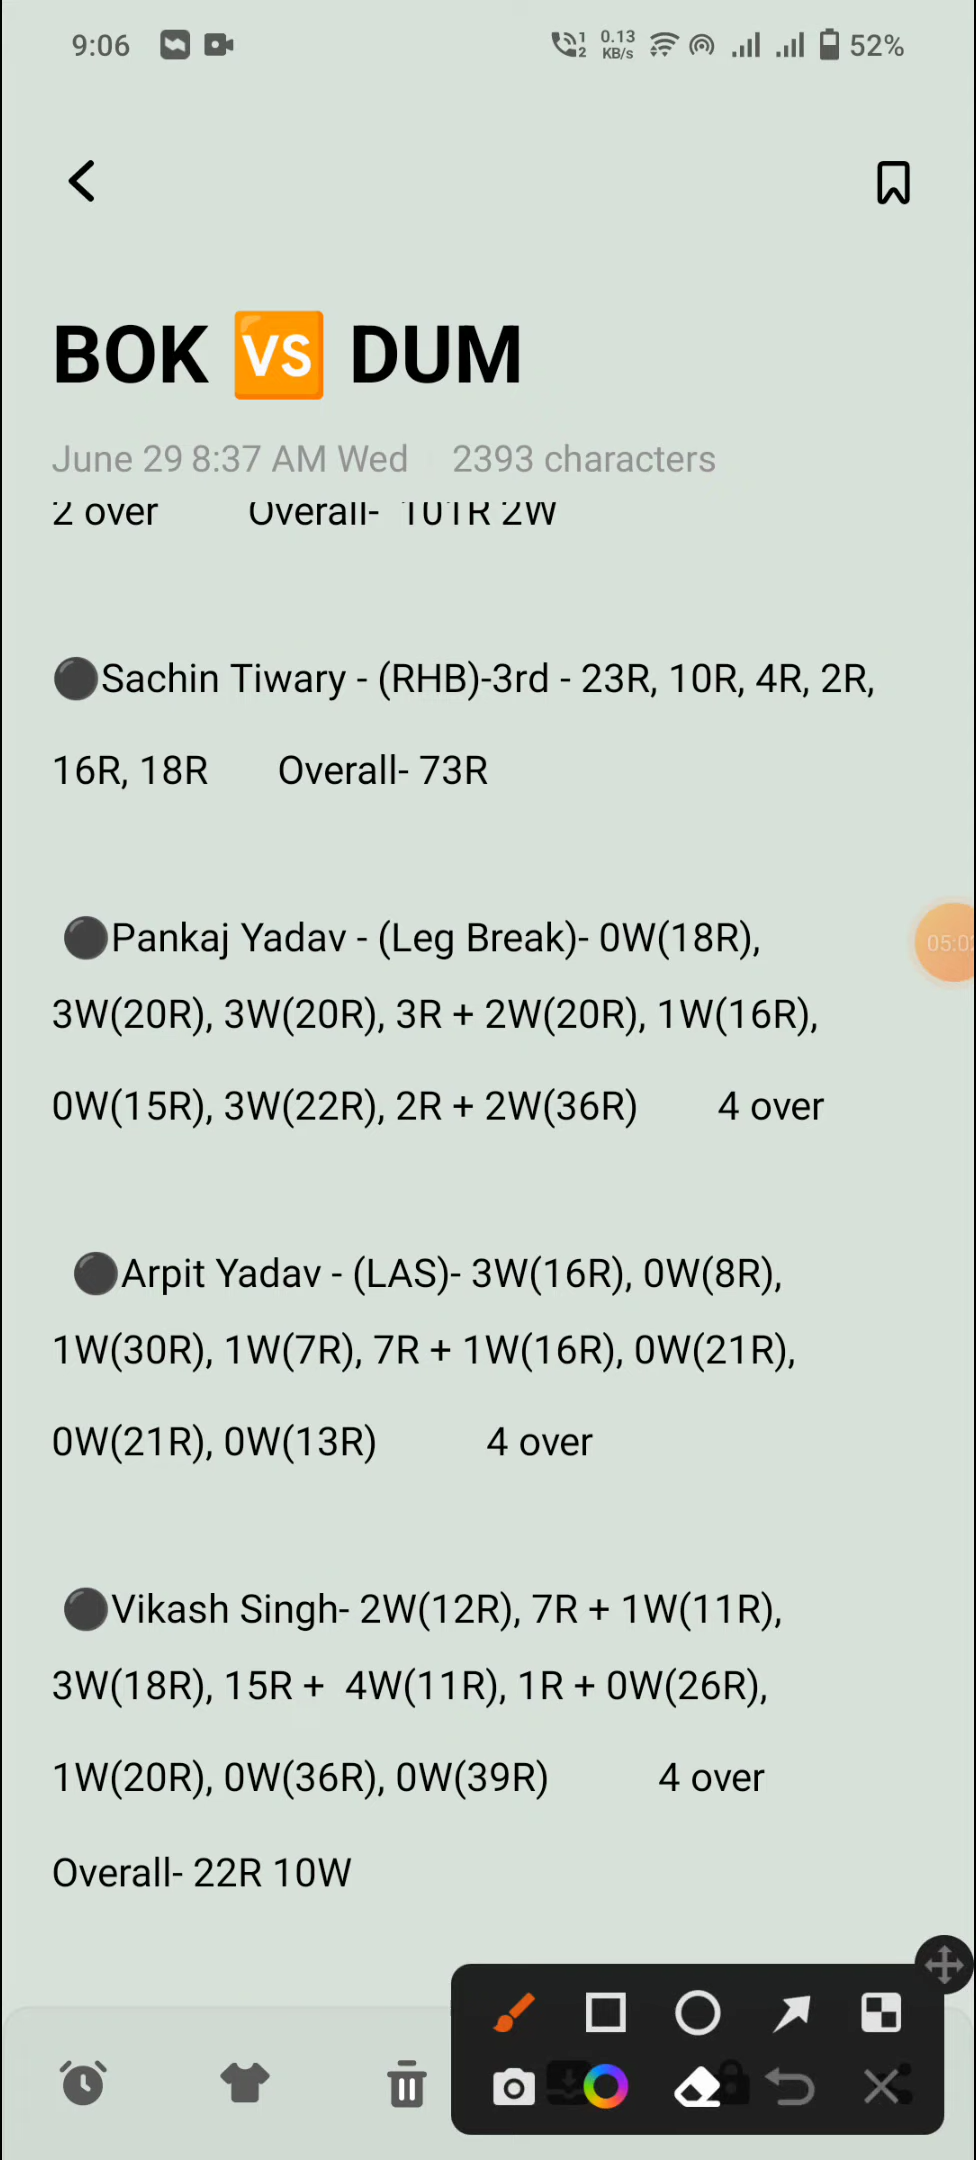 9:06
0.13 KB/s
52%
BOK VS DUM
June 29 8:37 AM Wed 2393 characters
2 over Overall- 101R 2W
Sachin Tiwary - (RHB)-3rd - 23R, 10R, 4R, 2R,
16R, 18R Overall- 73R
Pankaj Yadav - (Leg Break)- 0W(18R),
3W(20R), 3W(20R), 3R + 2W(20R), 1W(16R),
0W(15R), 3W(22R), 2R + 2W(36R) 4 over
Arpit Yadav - (LAS)- 3W(16R), 0W(8R),
1W(30R), 1W(7R), 7R + 1W(16R), 0W(21R),
0W(21R), 0W(13R) 4 over
Vikash Singh- 2W(12R), 7R + 1W(11R),
3W(18R), 15R + 4W(11R), 1R + 0W(26R),
1W(20R), 0W(36R), 0W(39R) 4 over
Overall- 22R 10W